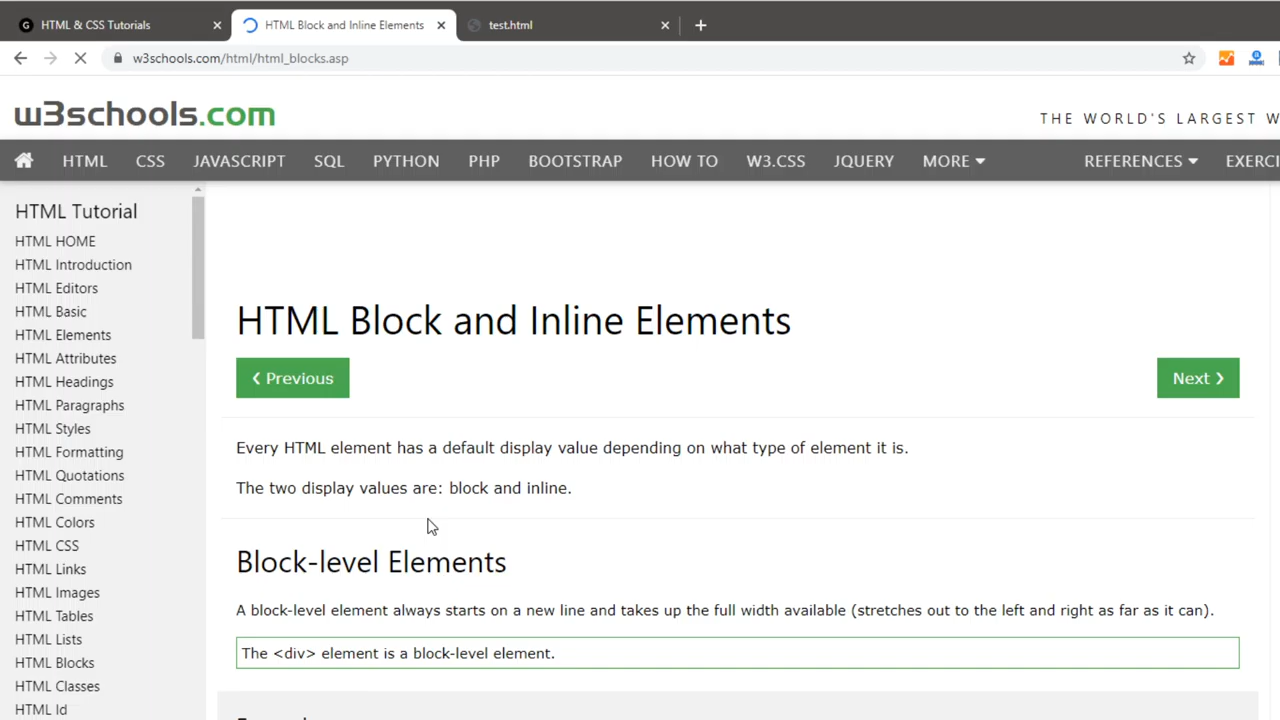 HTML & CSS Tutorials
HTML Block and Inline Elements
test.html
w3schools.com/html/html_blocks.asp
w3schools.com
THE WORLD'S LARGEST W
HTML CSS JAVASCRIPT SQL PYTHON PHP BOOTSTRAP HOW TO W3.CSS JQUERY MORE REFERENCES EXERCI
HTML Tutorial
HTML HOME
HTML Introduction
HTML Editors
HTML Basic
HTML Elements
HTML Attributes
HTML Headings
HTML Paragraphs
HTML Styles
HTML Formatting
HTML Quotations
HTML Comments
HTML Colors
HTML CSS
HTML Links
HTML Images
HTML Tables
HTML Lists
HTML Blocks
HTML Classes
HTML Id
HTML Block and Inline Elements
❮ Previous
Next ❯
Every HTML element has a default display value depending on what type of element it is.
The two display values are: block and inline.
Block-level Elements
A block-level element always starts on a new line and takes up the full width available (stretches out to the left and right as far as it can).
The <div> element is a block-level element.